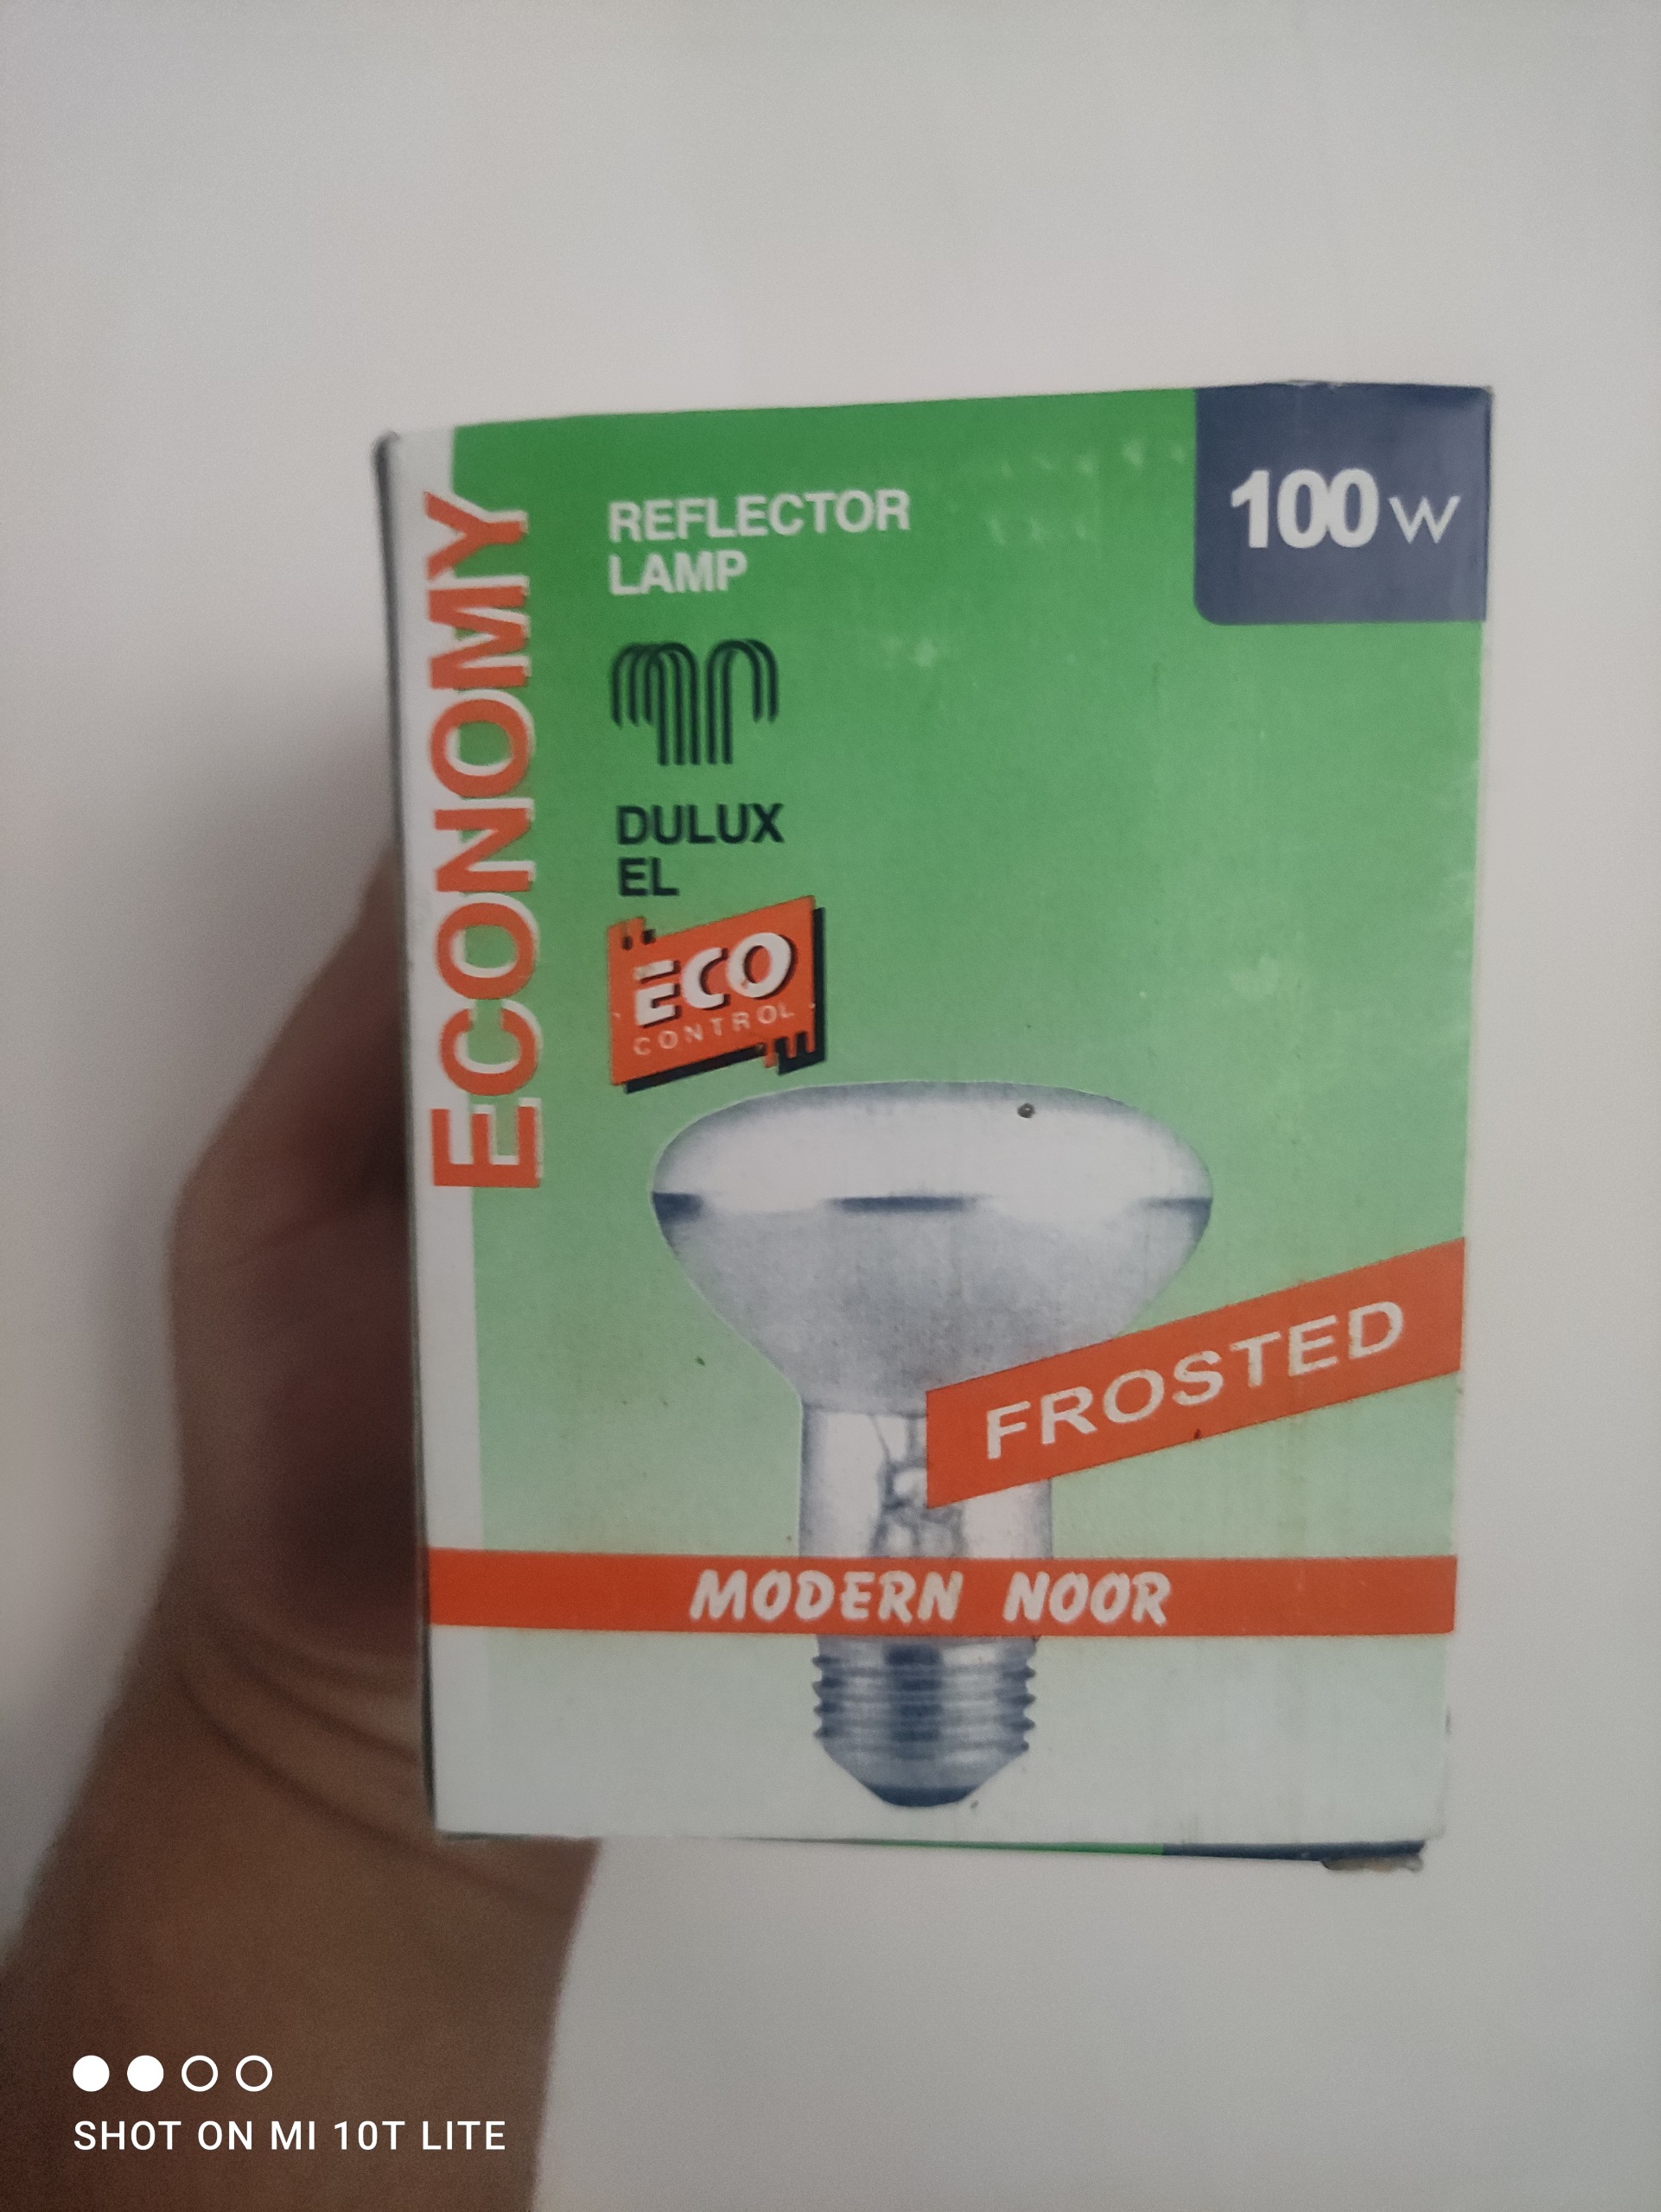 ECONOMY
REFLECTOR
LAMP
100 W
DULUX
EL
ECO
CONTROL
FROSTED
MODERN NOOR
SHOT ON MI 10T LITE